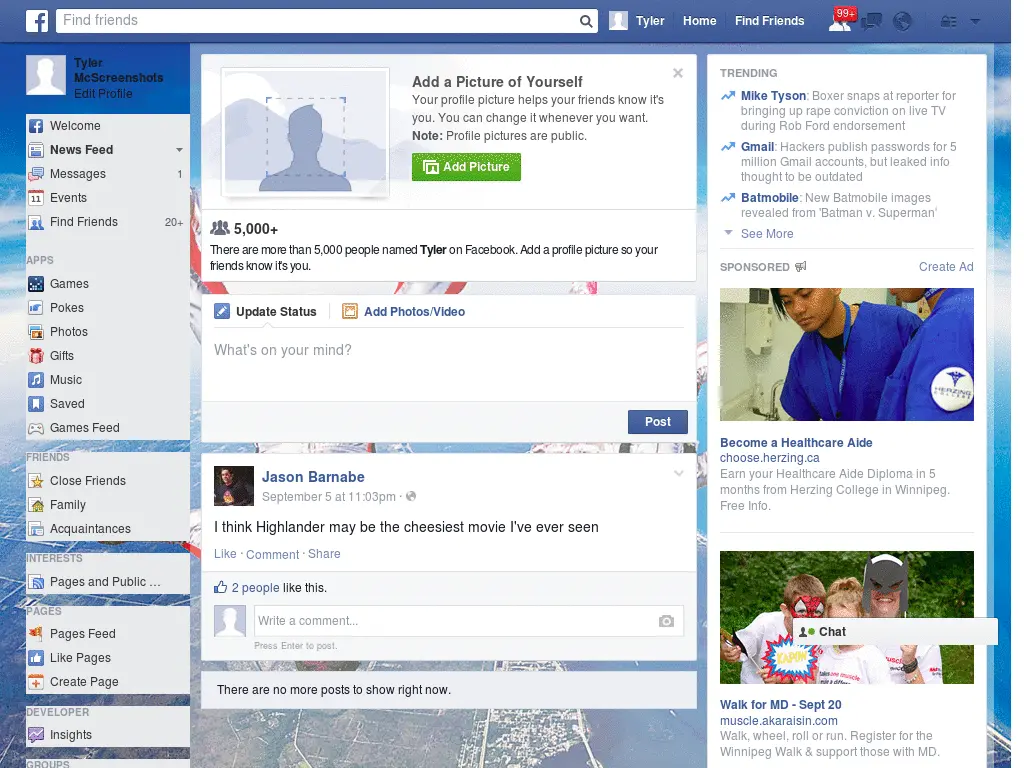 Find friends
Tyler
Home
Find Friends
99+
Tyler
McScreenshots
Edit Profile
Welcome
News Feed
Messages 1
Events
Find Friends 20+
APPS
Games
Pokes
Photos
Gifts
Music
Saved
Games Feed
FRIENDS
Close Friends
Family
Acquaintances
INTERESTS
Pages and Public ...
PAGES
Pages Feed
Like Pages
Create Page
DEVELOPER
Insights
GROUPS
Add a Picture of Yourself
Your profile picture helps your friends know it's
you. You can change it whenever you want.
Note: Profile pictures are public.
Add Picture
5,000+
There are more than 5,000 people named Tyler on Facebook. Add a profile picture so your
friends know it's you.
Update Status
Add Photos/Video
What's on your mind?
Post
Jason Barnabe
September 5 at 11:03pm ·
I think Highlander may be the cheesiest movie I've ever seen
Like · Comment · Share
2 people like this.
Write a comment...
Press Enter to post.
There are no more posts to show right now.
TRENDING
Mike Tyson: Boxer snaps at reporter for
bringing up rape conviction on live TV
during Rob Ford endorsement
Gmail: Hackers publish passwords for 5
million Gmail accounts, but leaked info
thought to be outdated
Batmobile: New Batmobile images
revealed from 'Batman v. Superman'
See More
SPONSORED
Create Ad
HERZING
COLLEGE
Become a Healthcare Aide
choose.herzing.ca
Earn your Healthcare Aide Diploma in 5
months from Herzing College in Winnipeg.
Free Info.
Chat
KAPOW
Walk for MD - Sept 20
muscle.akaraisin.com
Walk, wheel, roll or run. Register for the
Winnipeg Walk & support those with MD.